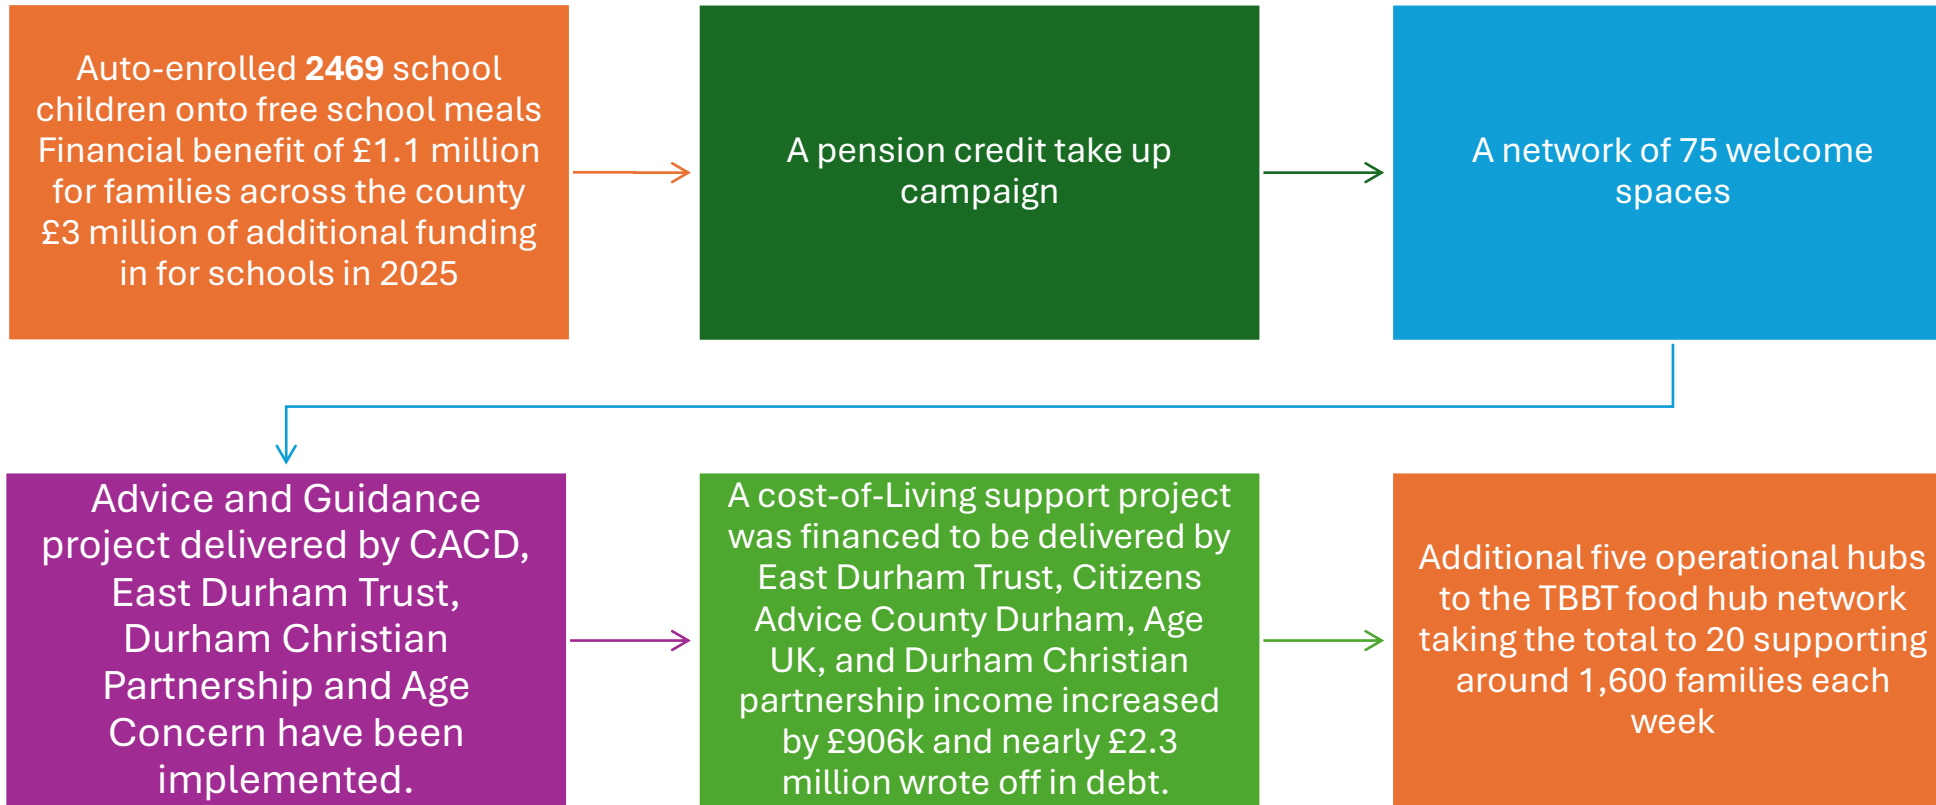 Auto-enrolled 2469 school
children onto free school meals
Financial benefit of £1.1 million
for families across the county
£3 million of additional funding
in for schools in 2025
A pension credit take up
campaign
A network of 75 welcome
spaces
Advice and Guidance
project delivered by CACD,
East Durham Trust,
Durham Christian
Partnership and Age
Concern have been
implemented.
A cost-of-Living support project
was financed to be delivered by
East Durham Trust, Citizens
Advice County Durham, Age
UK, and Durham Christian
partnership income increased
by £906k and nearly £2.3
million wrote off in debt.
Additional five operational hubs
to the TBBT food hub network
taking the total to 20 supporting
around 1,600 families each
week